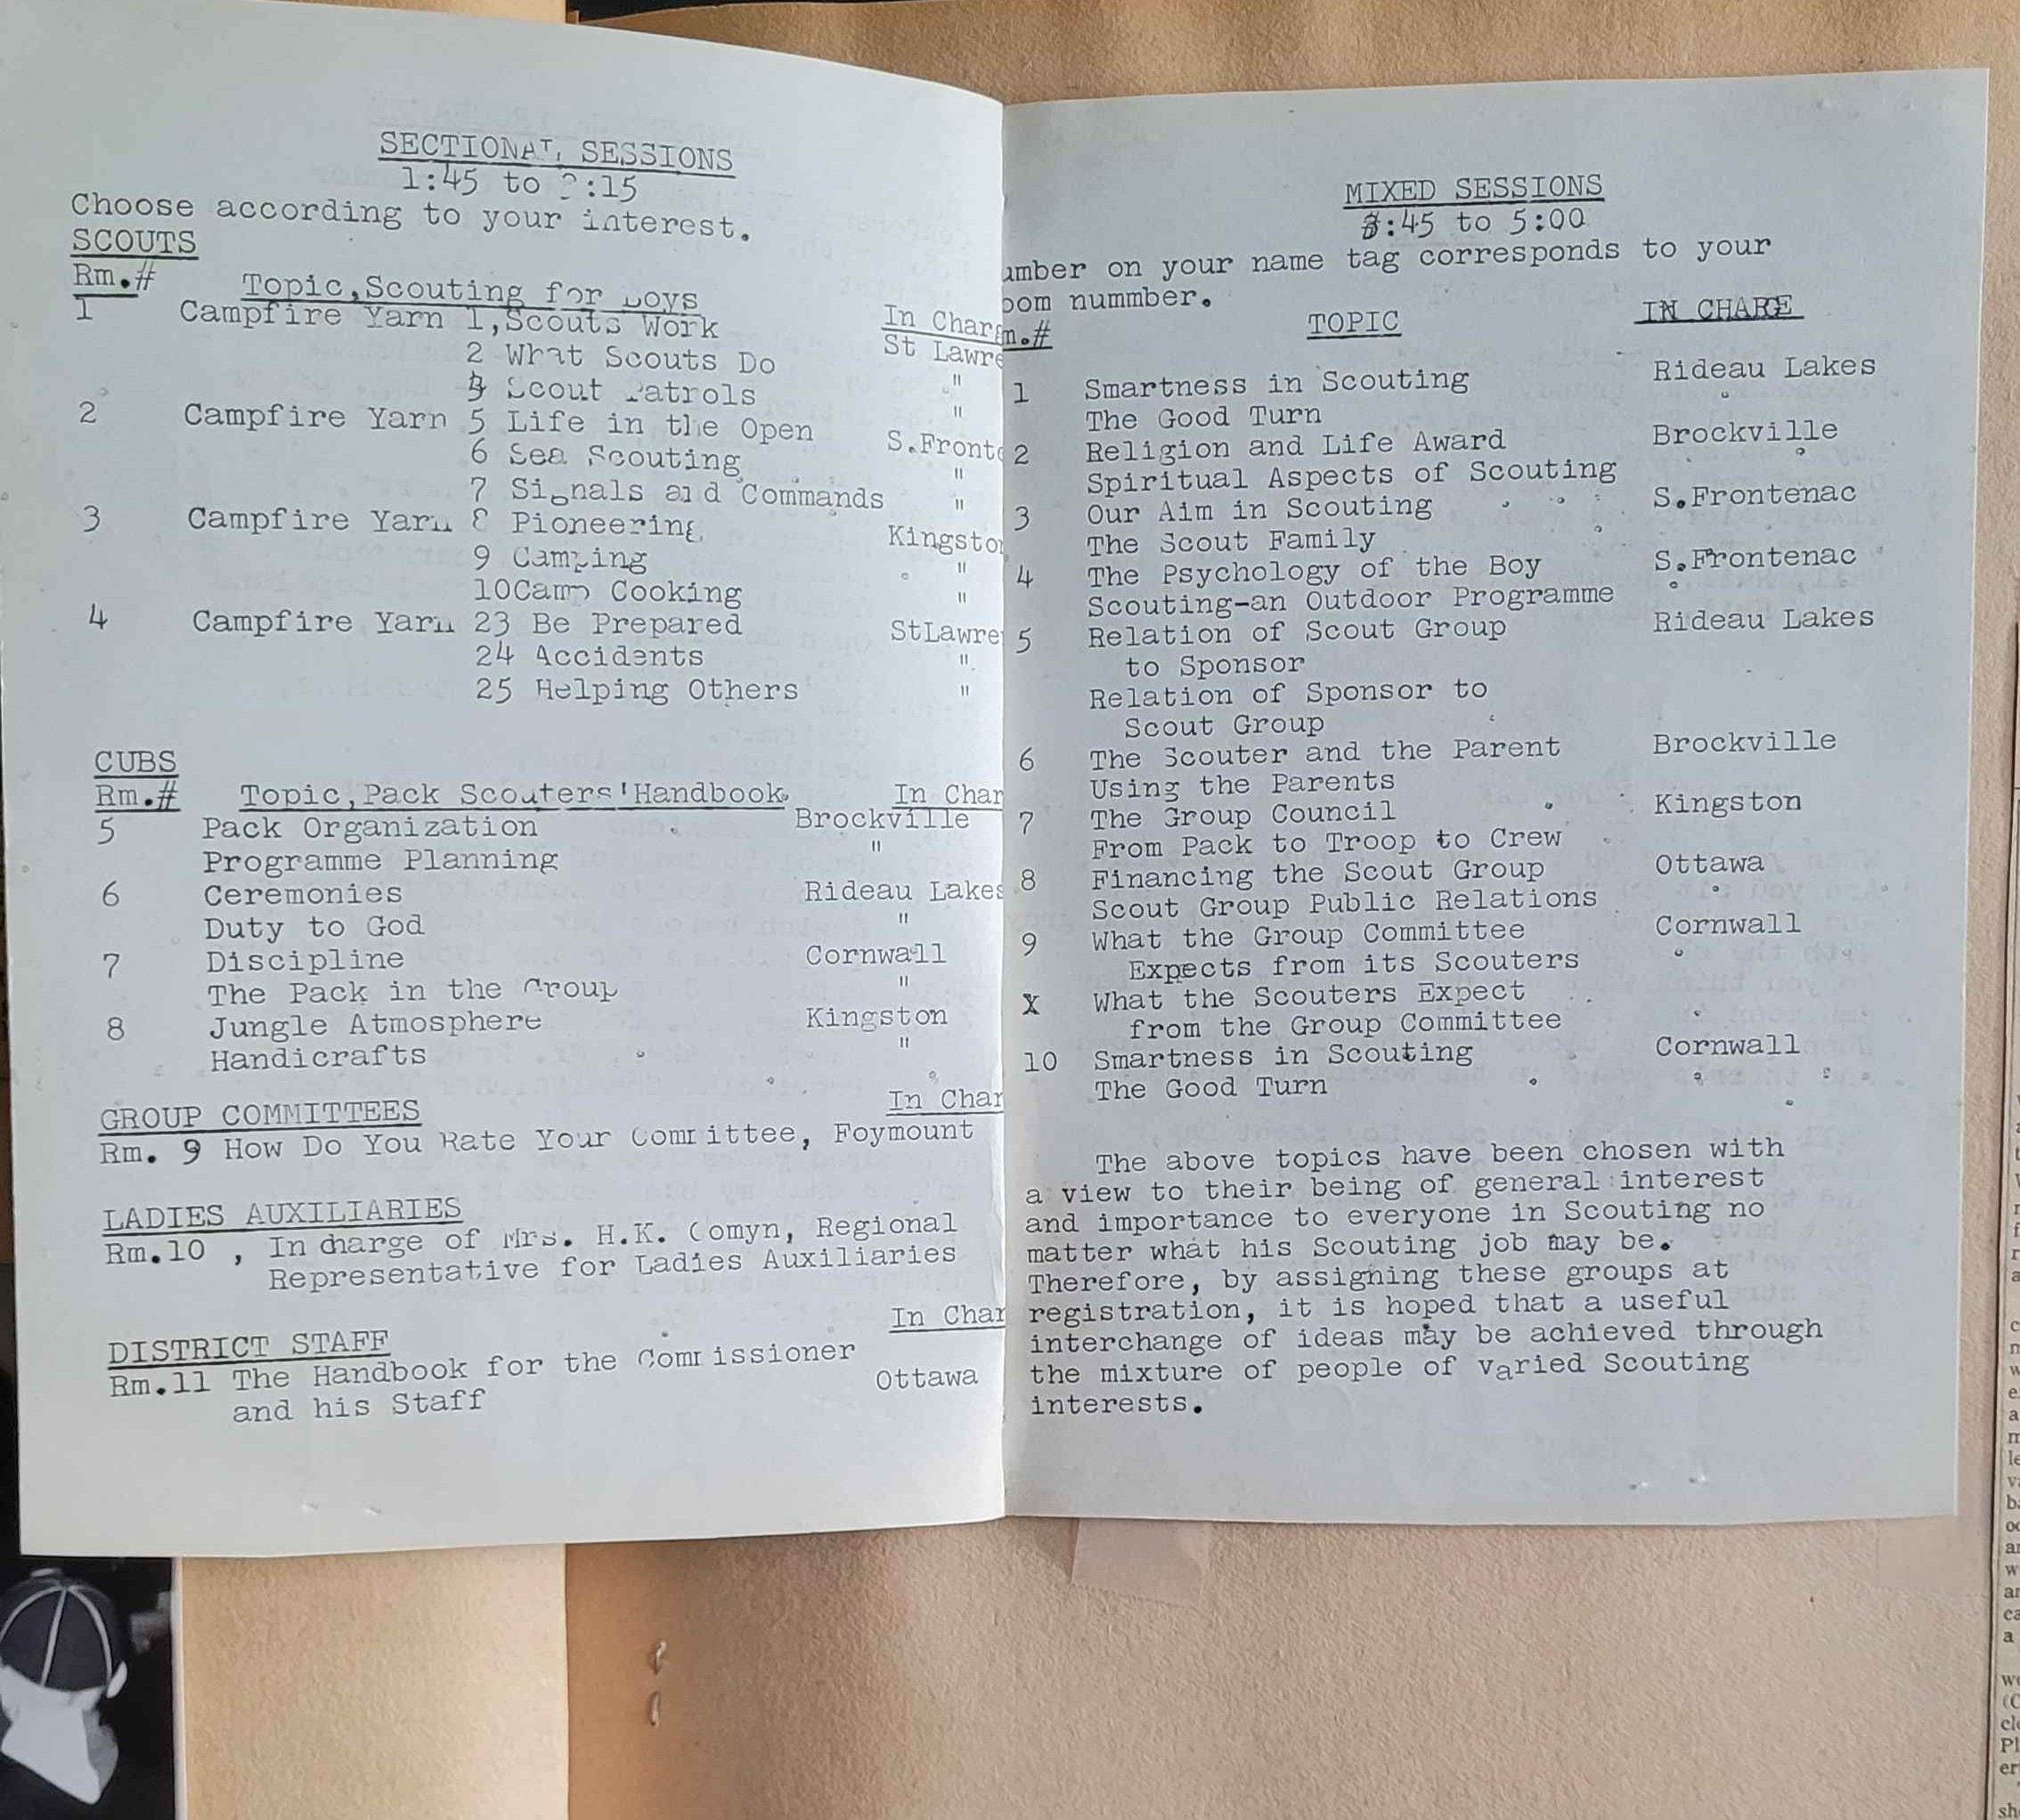 SECTIONAL SESSIONS
1:45 to :15
Choose according to your interest.
SCOUTS
Rm.# Topic,Scouting for Boys In Charg
1 Campfire Yarn 1,Scouts Work St Lawre
2 What Scouts Do "
4 Scout Patrols "
2 Campfire Yarn 5 Life in the Open S.Fronte
6 Sea Scouting "
7 Signals and Commands "
3 Campfire Yarn 8 Pioneering Kingston
9 Camping "
10Camp Cooking "
4 Campfire Yarn 23 Be Prepared StLawre
24 Accidents "
25 Helping Others "
CUBS
Rm.# Topic,Pack Scouters'Handbook. In Char
5 Pack Organization Brockville
Programme Planning "
6 Ceremonies Rideau Lakes
Duty to God "
7 Discipline Cornwall
The Pack in the Group "
8 Jungle Atmosphere Kingston
Handicrafts "
In Char
GROUP COMMITTEES
Rm. 9 How Do You Rate Your Committee, Foymount
LADIES AUXILIARIES
Rm.10 , In charge of Mrs. H.K. Comyn, Regional
Representative for Ladies Auxiliaries
In Char
DISTRICT STAFF
Rm.11 The Handbook for the Commissioner
and his Staff Ottawa
MIXED SESSIONS
3:45 to 5:00
umber on your name tag corresponds to your
oom nummber.
m.# TOPIC IN CHARE
1 Smartness in Scouting Rideau Lakes
The Good Turn
2 Religion and Life Award Brockville
Spiritual Aspects of Scouting
3 Our Aim in Scouting S.Frontenac
The Scout Family
4 The Psychology of the Boy S.Frontenac
Scouting-an Outdoor Programme
5 Relation of Scout Group Rideau Lakes
to Sponsor
Relation of Sponsor to
Scout Group
6 The Scouter and the Parent Brockville
Using the Parents
7 The Group Council Kingston
From Pack to Troop to Crew
8 Financing the Scout Group Ottawa
Scout Group Public Relations
9 What the Group Committee Cornwall
Expects from its Scouters
X What the Scouters Expect
from the Group Committee
10 Smartness in Scouting Cornwall
The Good Turn
The above topics have been chosen with
a view to their being of general interest
and importance to everyone in Scouting no
matter what his Scouting job may be.
Therefore, by assigning these groups at
registration, it is hoped that a useful
interchange of ideas may be achieved through
the mixture of people of varied Scouting
interests.